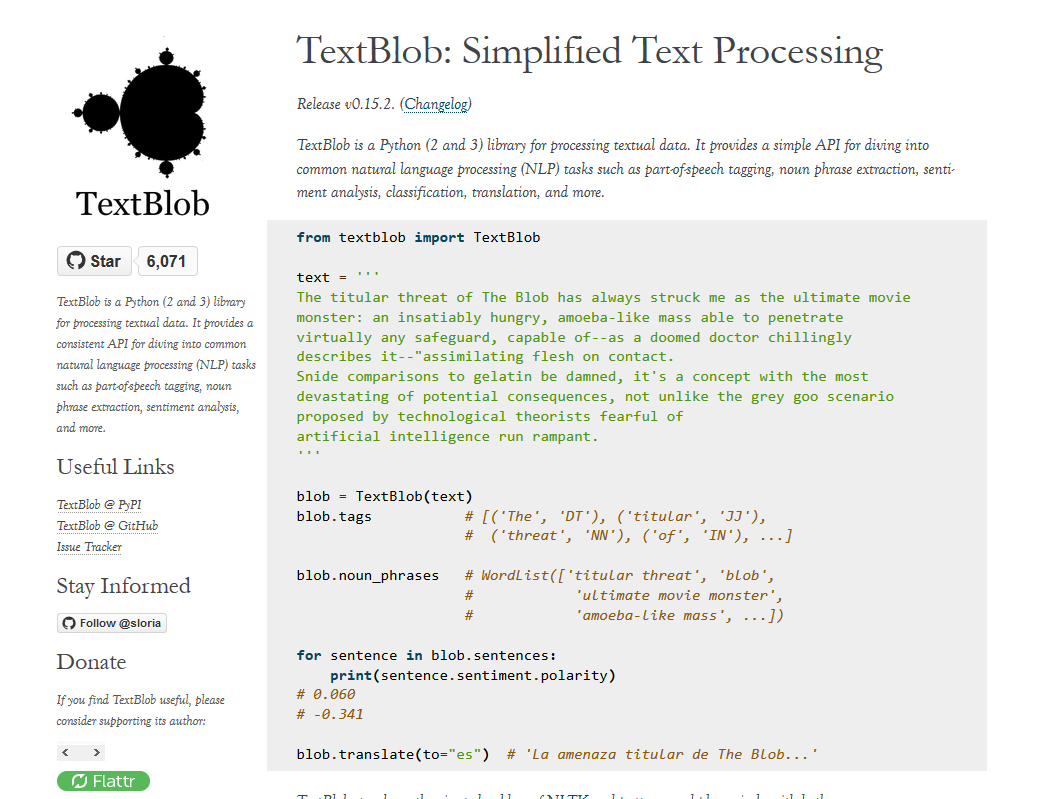 TextBlob
Star 6,071
TextBlob is a Python (2 and 3) library
for processing textual data. It provides a
consistent API for diving into common
natural language processing (NLP) tasks
such as part-of-speech tagging, noun
phrase extraction, sentiment analysis,
and more.
Useful Links
TextBlob @ PyPI
TextBlob @ GitHub
Issue Tracker
Stay Informed
Follow @sloria
Donate
If you find TextBlob useful, please
consider supporting its author:
Flattr
TextBlob: Simplified Text Processing
Release v0.15.2. (Changelog)
TextBlob is a Python (2 and 3) library for processing textual data. It provides a simple API for diving into
common natural language processing (NLP) tasks such as part-of-speech tagging, noun phrase extraction, senti-
ment analysis, classification, translation, and more.
from textblob import TextBlob
text = '''
The titular threat of The Blob has always struck me as the ultimate movie
monster: an insatiably hungry, amoeba-like mass able to penetrate
virtually any safeguard, capable of--as a doomed doctor chillingly
describes it--"assimilating flesh on contact.
Snide comparisons to gelatin be damned, it's a concept with the most
devastating of potential consequences, not unlike the grey goo scenario
proposed by technological theorists fearful of
artificial intelligence run rampant.
'''
blob = TextBlob(text)
blob.tags # [('The', 'DT'), ('titular', 'JJ'),
# ('threat', 'NN'), ('of', 'IN'), ...]
blob.noun_phrases # WordList(['titular threat', 'blob',
# 'ultimate movie monster',
# 'amoeba-like mass', ...])
for sentence in blob.sentences:
print(sentence.sentiment.polarity)
# 0.060
# -0.341
blob.translate(to="es") # 'La amenaza titular de The Blob...'